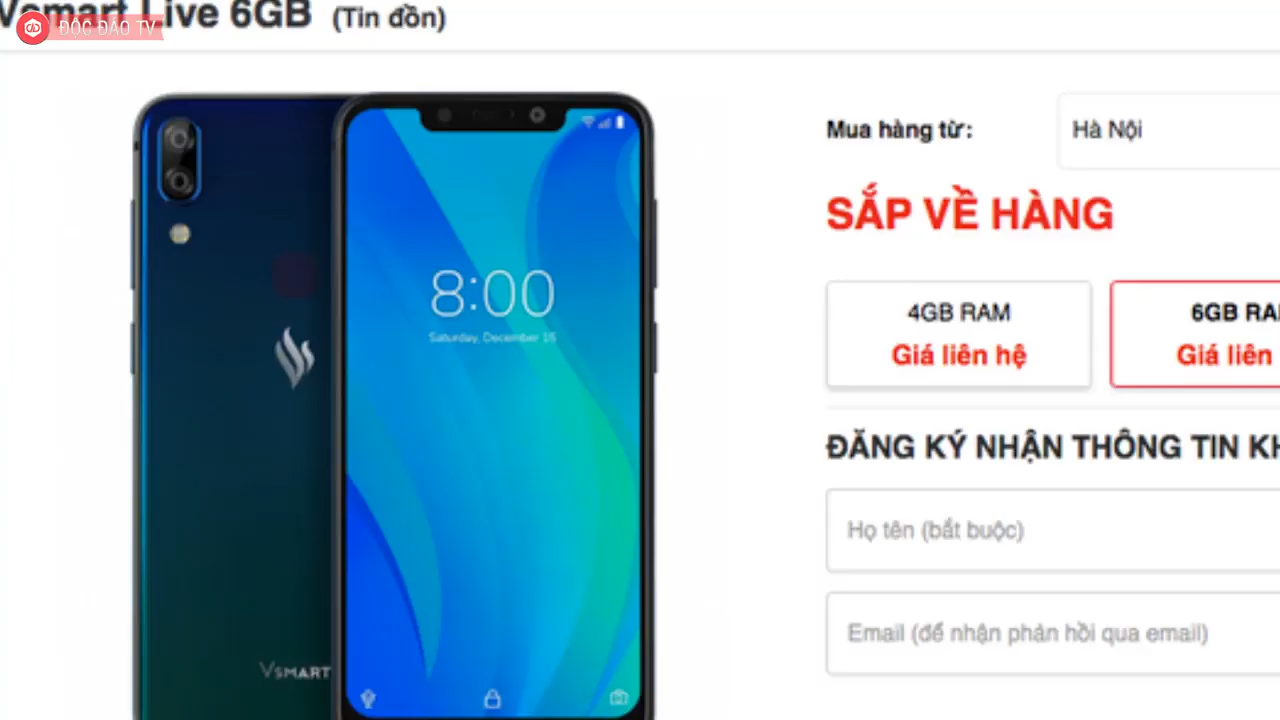 Vsmart Live 6GB (Tin đồn)
ĐỘC ĐÁO TV
Mua hàng từ:
Hà Nội
SẮP VỀ HÀNG
4GB RAM
Giá liên hệ
6GB RA
Giá liên
ĐĂNG KÝ NHẬN THÔNG TIN KH
Họ tên (bắt buộc)
Email (để nhận phản hồi qua email)
8:00
Saturday, December 15
VSMART